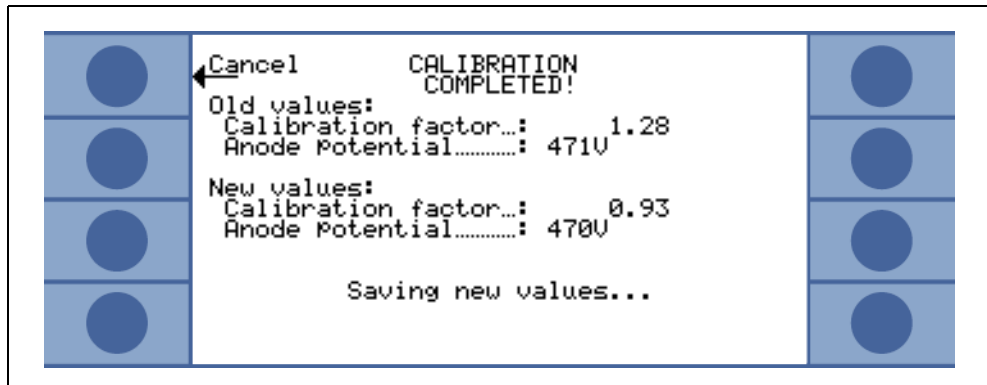 Cancel CALIBRATION
COMPLETED!
Old values:
Calibration factor…: 1.28
Anode potential…………: 471V
New values:
Calibration factor…: 0.93
Anode potential…………: 470V
Saving new values...